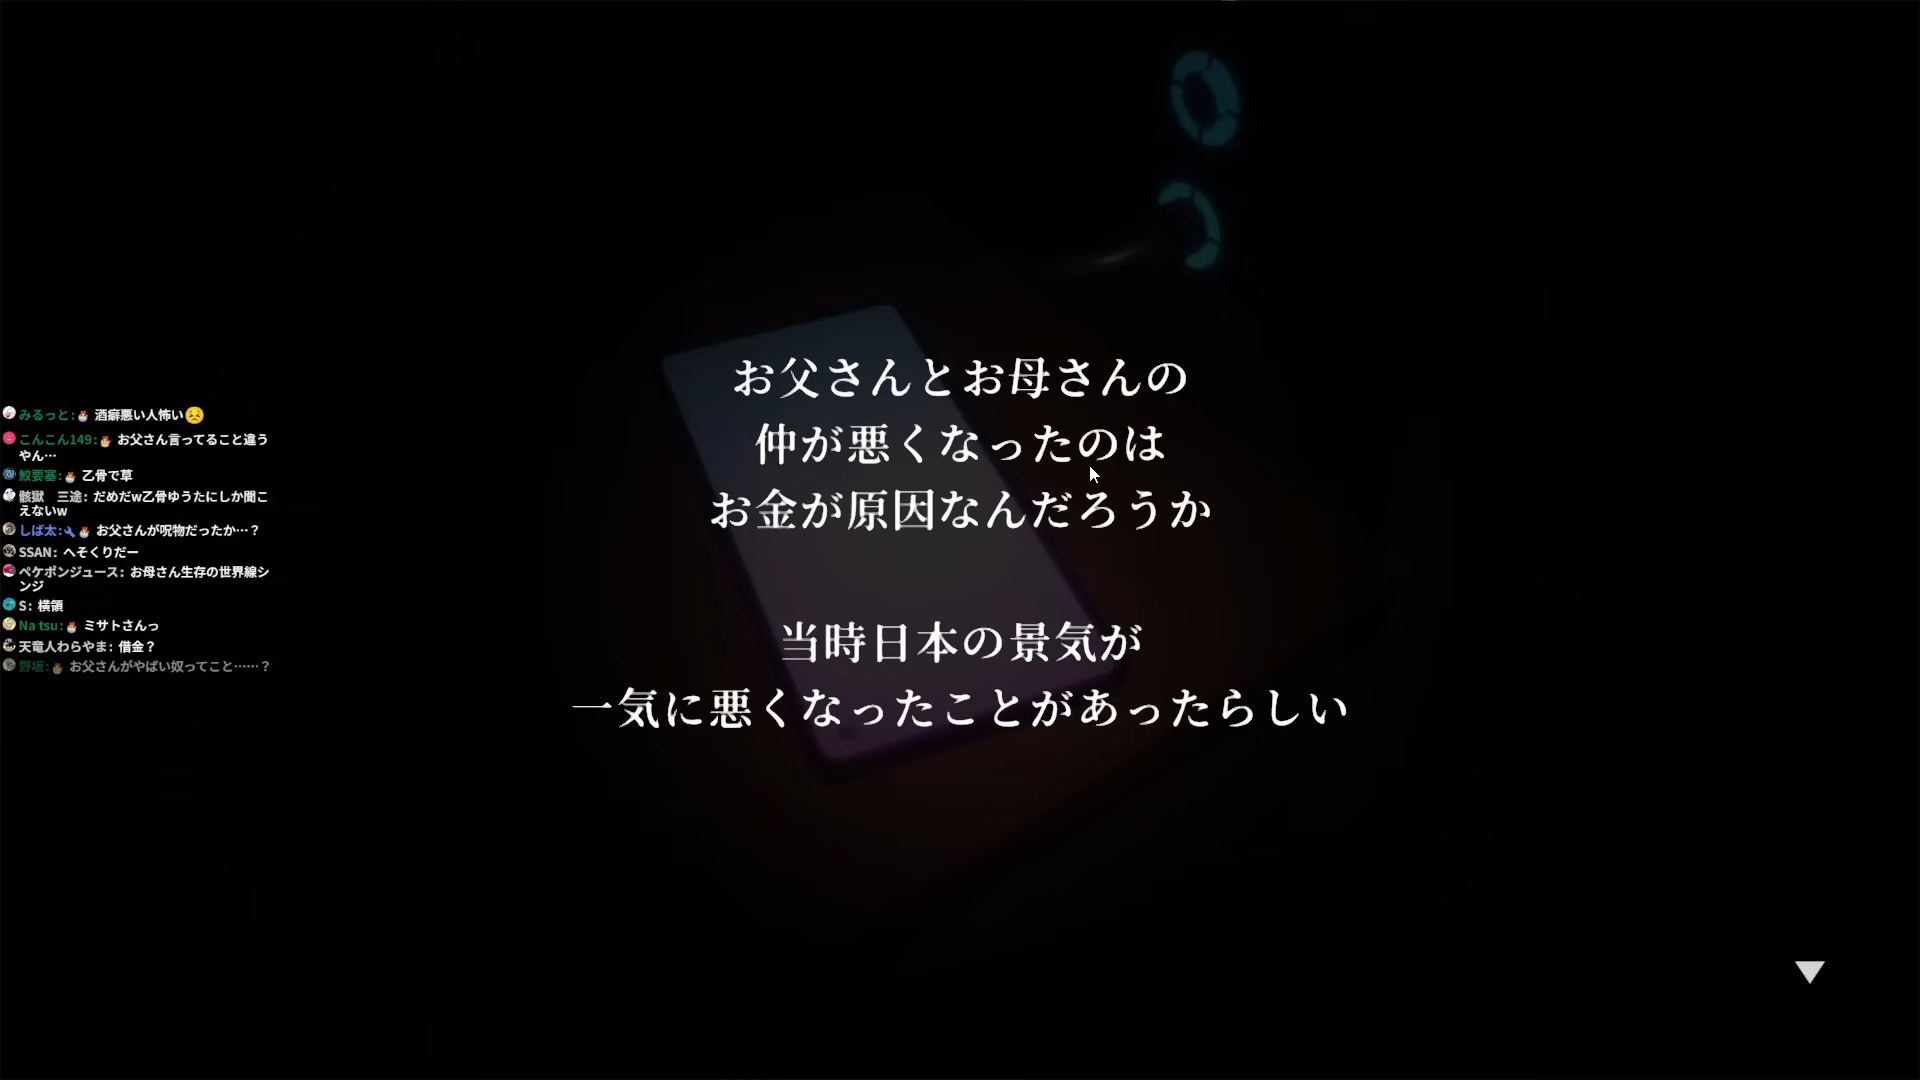 みるっと: 酒癖悪い人怖い😣
こんこん149: お父さん言ってること違う
やん…
鮫要塞: 乙骨で草
骸獄　三途: だめだw乙骨ゆうたにしか聞こ
えないw
しば太: お父さんが呪物だったか…？
SSAN: へそくりだー
ペケポンジュース: お母さん生存の世界線シ
ンジ
S: 横領
Na tsu: ミサトさんっ
天竜人わらやま: 借金？
野坂: お父さんがやばい奴ってこと……？
お父さんとお母さんの
仲が悪くなったのは
お金が原因なんだろうか
当時日本の景気が
一気に悪くなったことがあったらしい